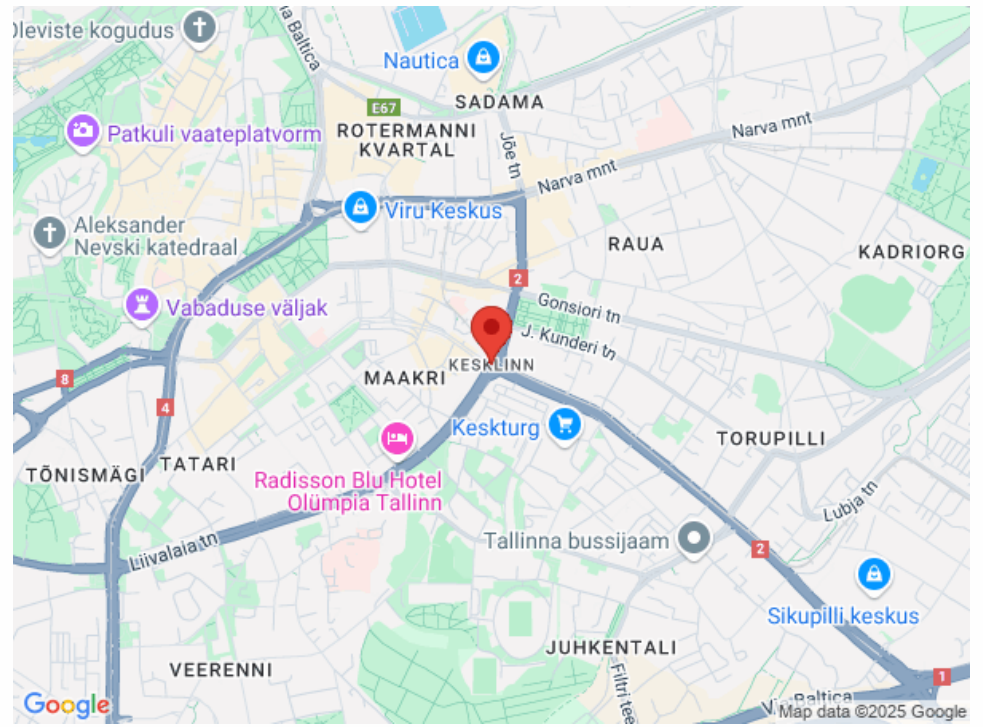 Oleviste kogudus
ia Baltica
Nautica
SADAMA
E67
Patkuli vaateplatvorm
ROTERMANNI
KVARTAL
Jõe tn
Narva mnt
Narva mnt
Viru Keskus
Aleksander
Nevski katedraal
RAUA
KADRIORG
2
Vabaduse väljak
Gonsiori tn
J. Kunderi tn
KESKLINN
MAAKRI
8
4
Keskturg
TORUPILLI
TÕNISMÄGI
TATARI
Radisson Blu Hotel
Olümpia Tallinn
Lubja tn
Liivalaia tn
Tallinna bussijaam
2
Sikupilli keskus
JUHKENTALI
VEERENNI
Filtri tee
1
Via Baltica
Google
Map data ©2025 Google